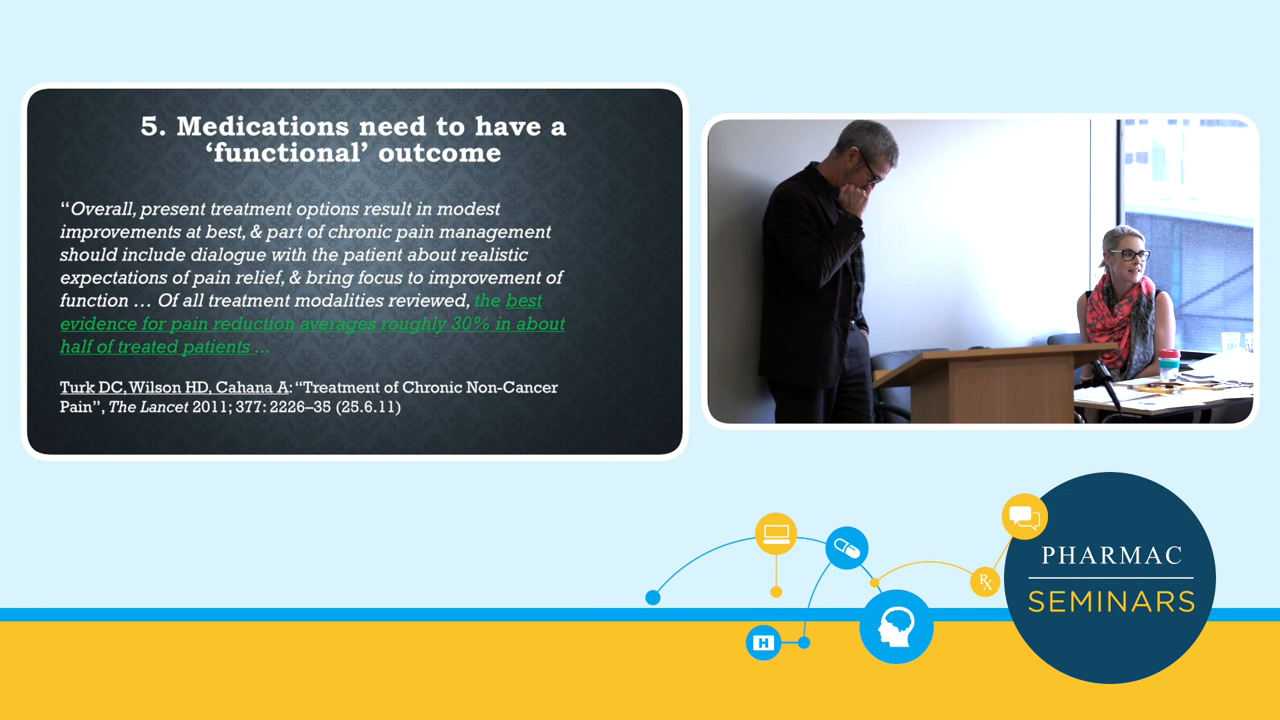 5. Medications need to have a
‘functional’ outcome
“Overall, present treatment options result in modest
improvements at best, & part of chronic pain management
should include dialogue with the patient about realistic
expectations of pain relief, & bring focus to improvement of
function … Of all treatment modalities reviewed, the best
evidence for pain reduction averages roughly 30% in about
half of treated patients …
Turk DC, Wilson HD, Cahana A: “Treatment of Chronic Non-Cancer
Pain”, The Lancet 2011; 377: 2226–35 (25.6.11)
PHARMAC
SEMINARS
Rx
H